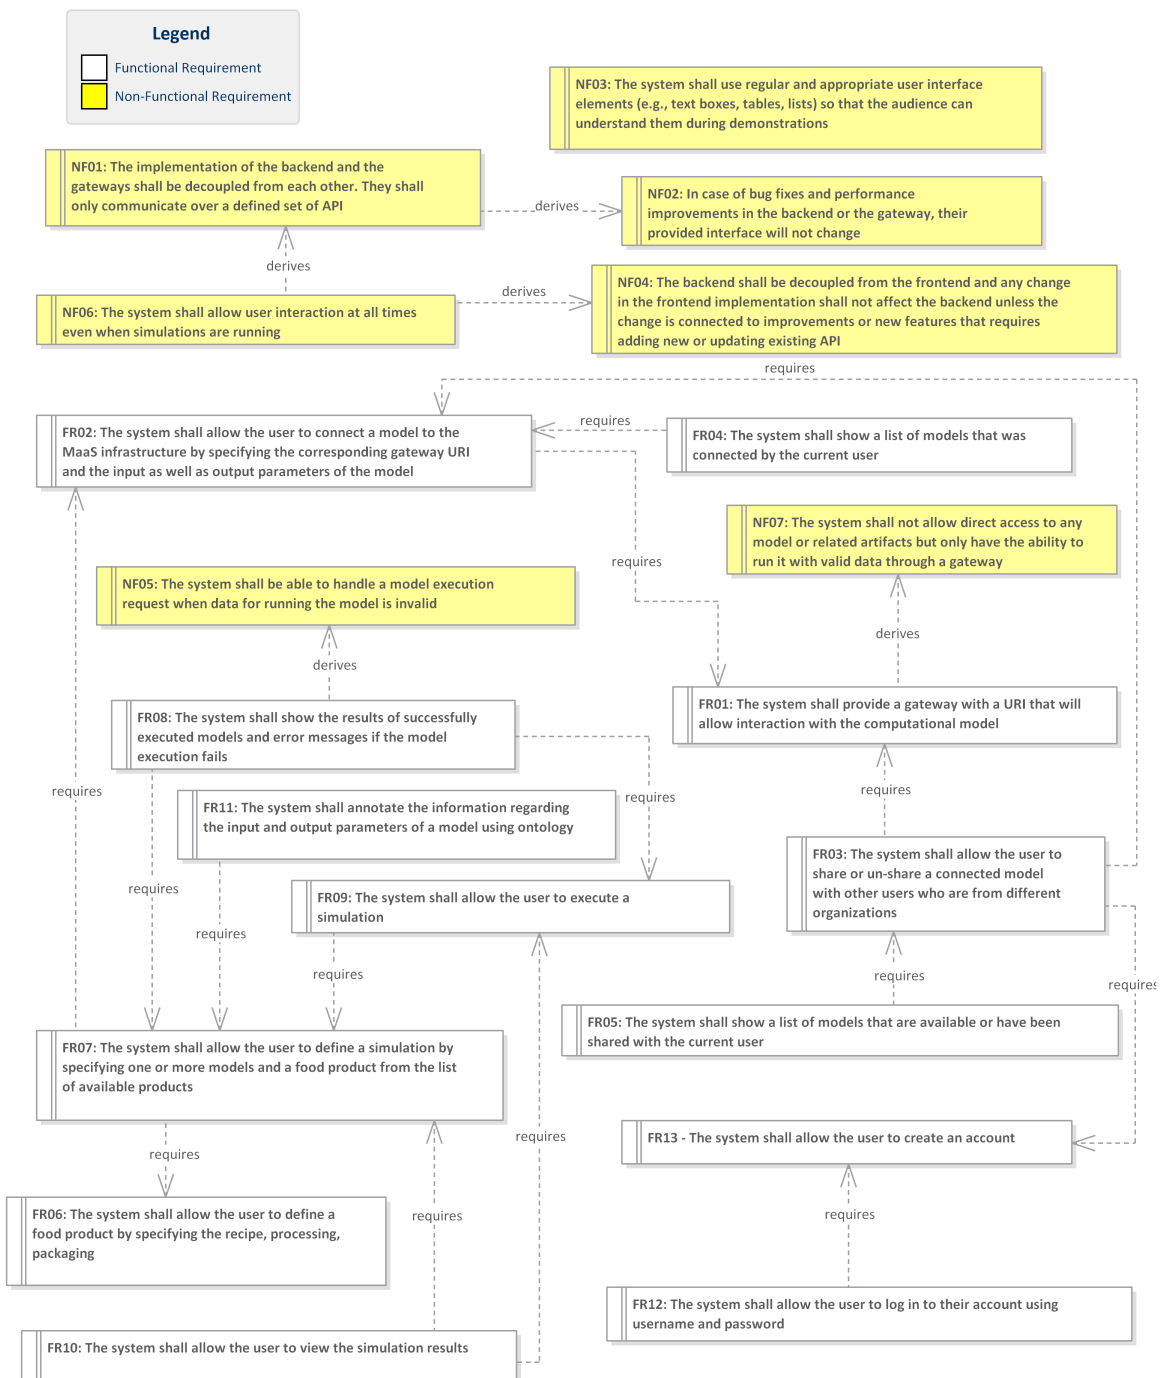 Legend
Functional Requirement
Non-Functional Requirement
NF03: The system shall use regular and appropriate user interface
elements (e.g., text boxes, tables, lists) so that the audience can
understand them during demonstrations
NF01: The implementation of the backend and the
gateways shall be decoupled from each other. They shall
only communicate over a defined set of API
derives
NF02: In case of bug fixes and performance
improvements in the backend or the gateway, their
provided interface will not change
derives
NF06: The system shall allow user interaction at all times
even when simulations are running
derives
NF04: The backend shall be decoupled from the frontend and any change
in the frontend implementation shall not affect the backend unless the
change is connected to improvements or new features that requires
adding new or updating existing API
requires
FR02: The system shall allow the user to connect a model to the
MaaS infrastructure by specifying the corresponding gateway URI
and the input as well as output parameters of the model
requires
FR04: The system shall show a list of models that was
connected by the current user
NF07: The system shall not allow direct access to any
model or related artifacts but only have the ability to
run it with valid data through a gateway
requires
NF05: The system shall be able to handle a model execution
request when data for running the model is invalid
derives
derives
FR01: The system shall provide a gateway with a URI that will
allow interaction with the computational model
FR08: The system shall show the results of successfully
executed models and error messages if the model
execution fails
requires
requires
requires
FR11: The system shall annotate the information regarding
the input and output parameters of a model using ontology
FR03: The system shall allow the user to
share or un-share a connected model
with other users who are from different
organizations
requires
FR09: The system shall allow the user to execute a
simulation
requires
requires
requires
requires
FR05: The system shall show a list of models that are available or have been
shared with the current user
FR07: The system shall allow the user to define a simulation by
specifying one or more models and a food product from the list
of available products
requires
FR13 - The system shall allow the user to create an account
requires
FR06: The system shall allow the user to define a
food product by specifying the recipe, processing,
packaging
requires
requires
FR12: The system shall allow the user to log in to their account using
username and password
FR10: The system shall allow the user to view the simulation results